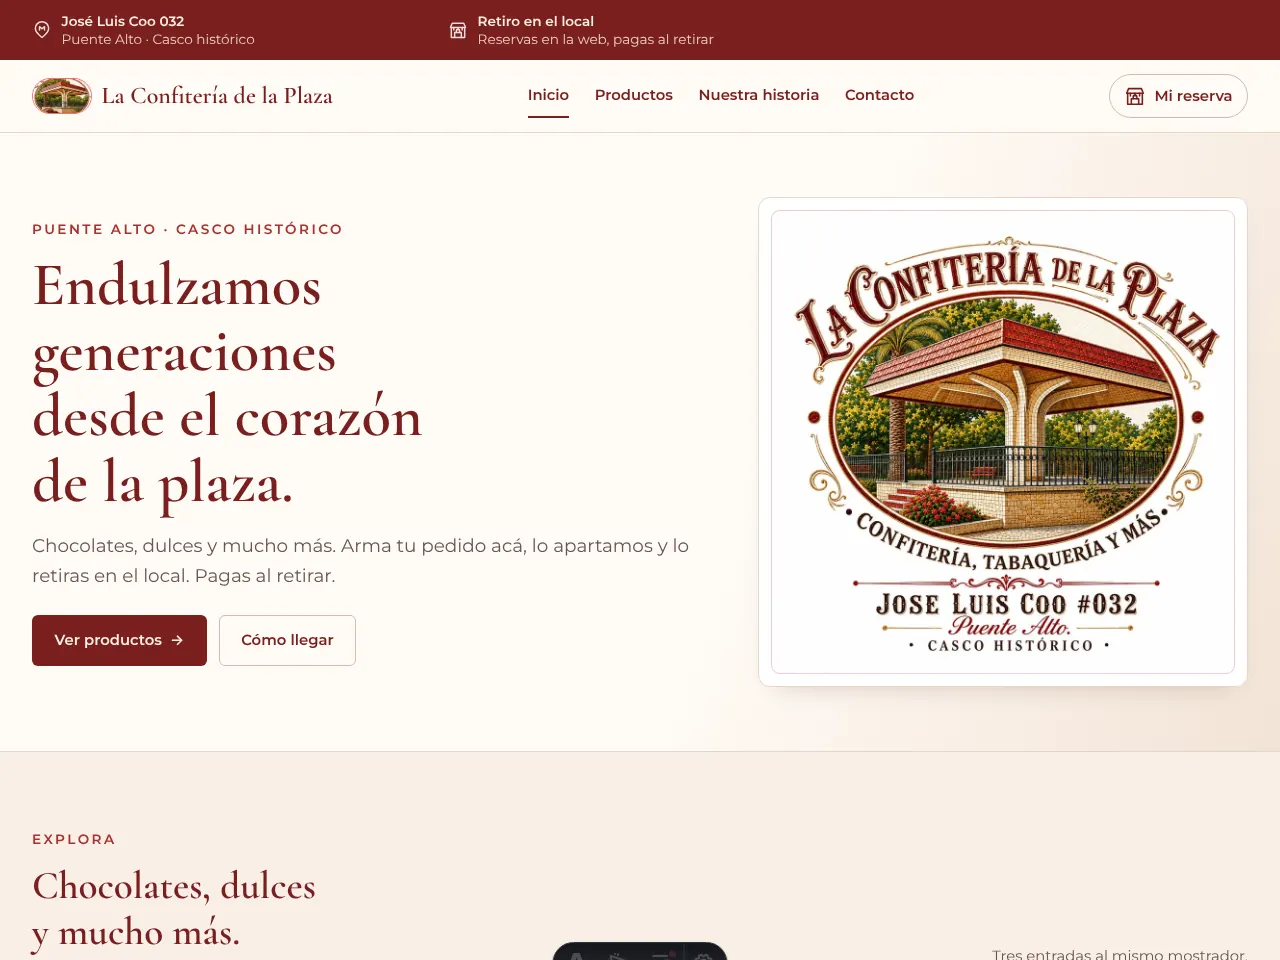 José Luis Coo 032
Puente Alto · Casco histórico
Retiro en el local
Reservas en la web, pagas al retirar
La Confitería de la Plaza
Inicio
Productos
Nuestra historia
Contacto
Mi reserva
PUENTE ALTO · CASCO HISTÓRICO
Endulzamos
generaciones
desde el corazón
de la plaza.
Chocolates, dulces y mucho más. Arma tu pedido acá, lo apartamos y lo
retiras en el local. Pagas al retirar.
Ver productos →
Cómo llegar
LA CONFITERÍA DE LA PLAZA
• CONFITERÍA, TABAQUERÍA Y MÁS •
JOSE LUIS COO #032
Puente Alto.
• CASCO HISTÓRICO •
EXPLORA
Chocolates, dulces
y mucho más.
Tres entradas al mismo mostrador.